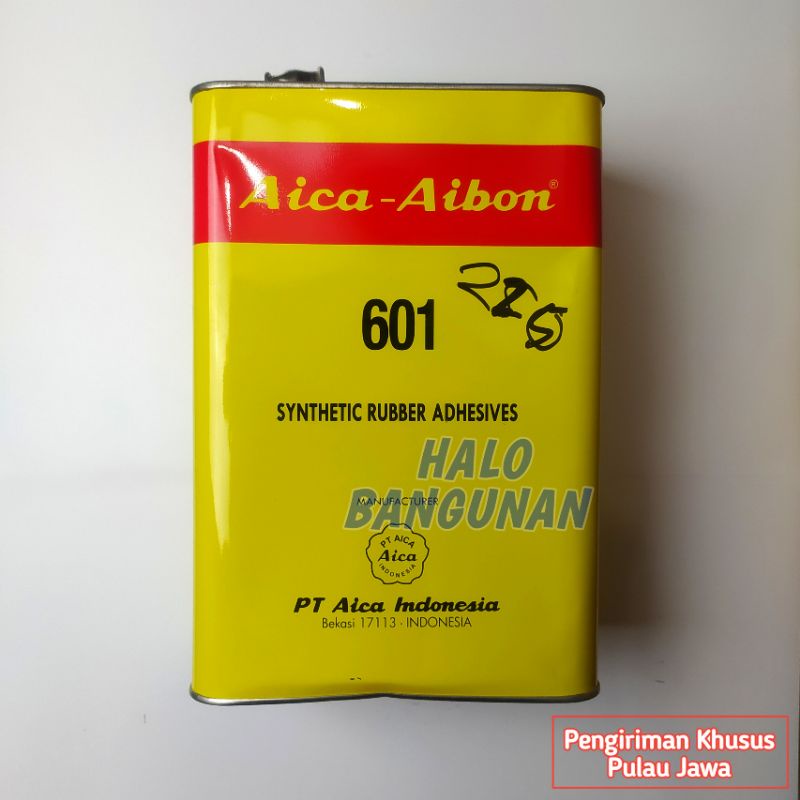 Aica-Aibon®
601
SYNTHETIC RUBBER ADHESIVES
HALO
BANGUNAN
MANUFACTURER
PT AICA
Aica
INDONESIA
PT Aica Indonesia
Bekasi 17113 - INDONESIA
Pengiriman Khusus
Pulau Jawa